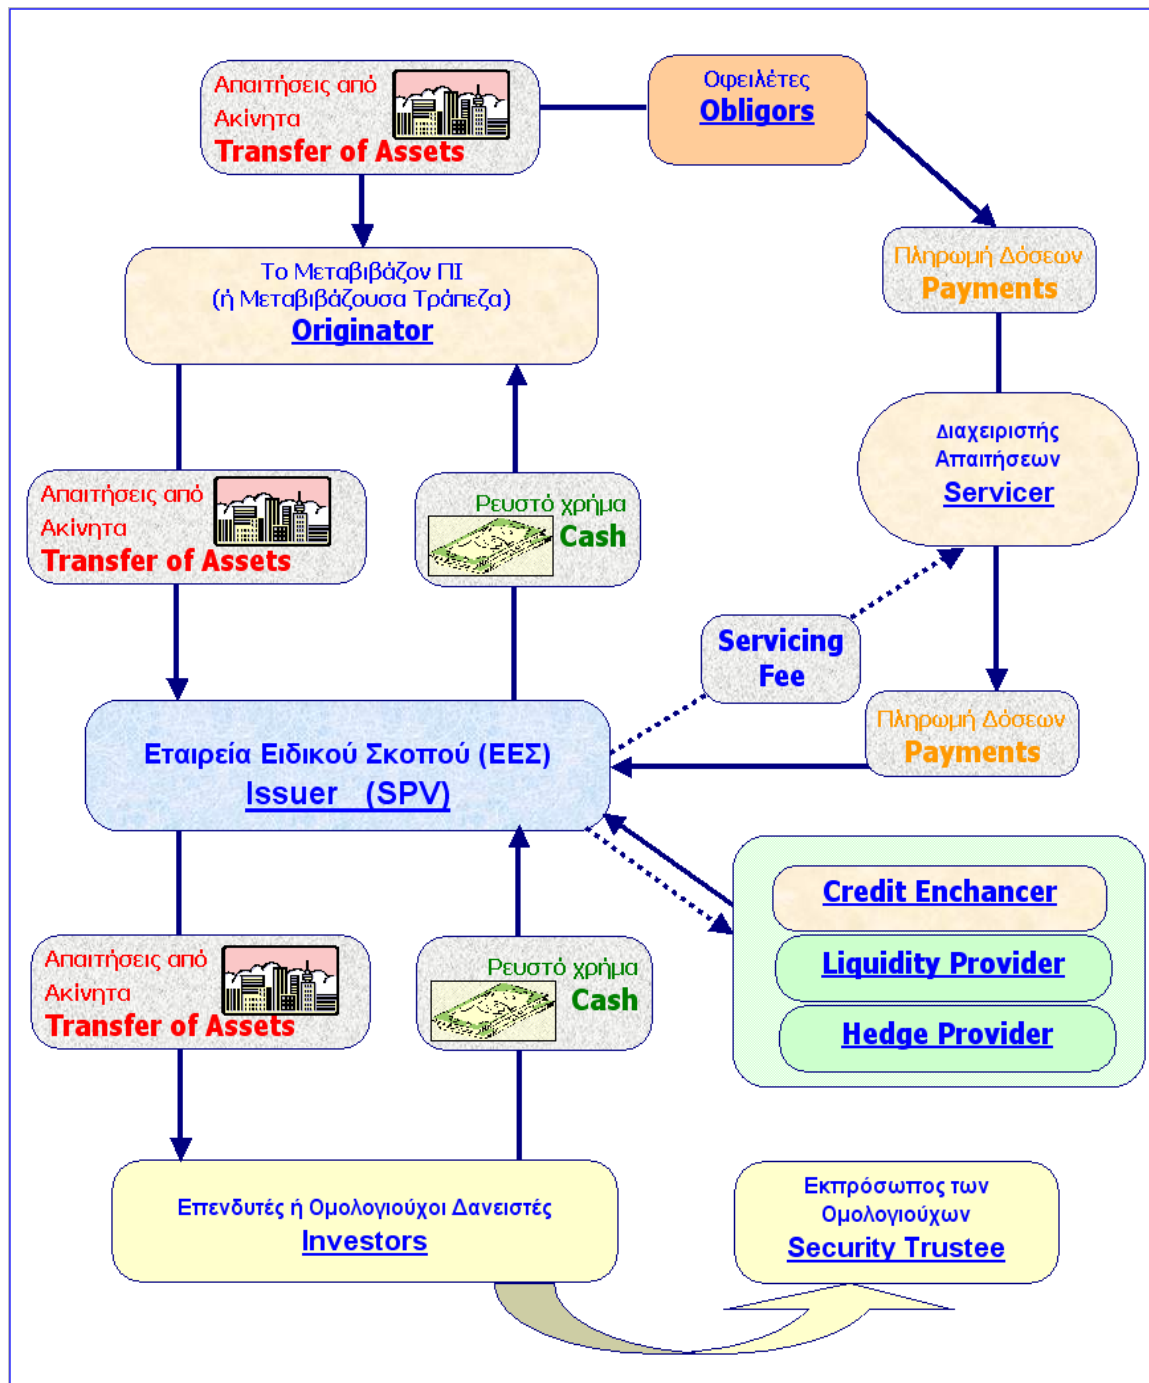 Απαιτήσεις από
Ακίνητα
Transfer of Assets
Οφειλέτες
Obligors
Το Μεταβιβάζον ΠΙ
(ή Μεταβιβάζουσα Τράπεζα)
Originator
Πληρωμή Δόσεων
Payments
Διαχειριστής
Απαιτήσεων
Servicer
Απαιτήσεις από
Ακίνητα
Transfer of Assets
Ρευστό χρήμα
Cash
Servicing
Fee
Πληρωμή Δόσεων
Payments
Εταιρεία Ειδικού Σκοπού (ΕΕΣ)
Issuer (SPV)
Credit Enchancer
Liquidity Provider
Hedge Provider
Απαιτήσεις από
Ακίνητα
Transfer of Assets
Ρευστό χρήμα
Cash
Επενδυτές ή Ομολογιούχοι Δανειστές
Investors
Εκπρόσωπος των
Ομολογιούχων
Security Trustee